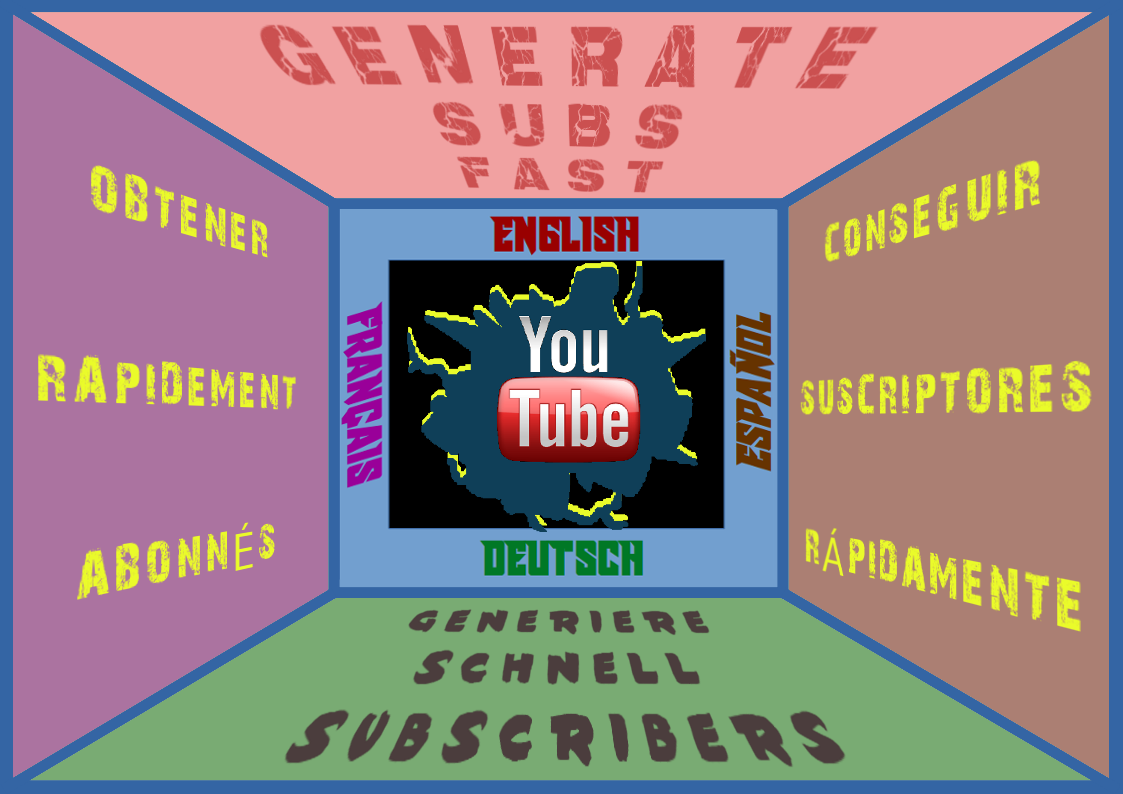 GENERATE
SUBS
FAST
OBTENER
RAPIDEMENT
ABONNÉS
ENGLISH
FRANÇAIS
You
Tube
ESPAÑOL
DEUTSCH
CONSEGUIR
SUSCRIPTORES
RÁPIDAMENTE
GENERIERE
SCHNELL
SUBSCRIBERS